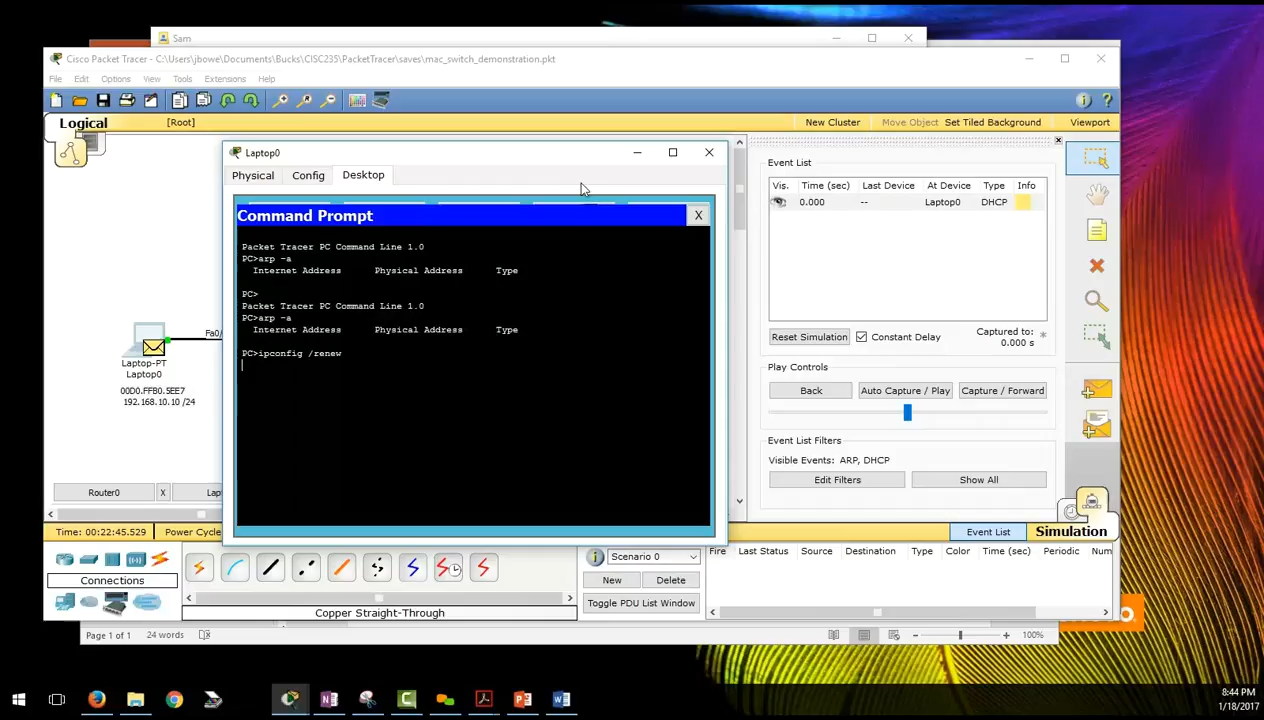 Sam
Cisco Packet Tracer - C:\Users\jbowe\Documents\Bucks\CISC235\PacketTracer\saves\mac_switch_demonstration.pkt
File Edit Options View Tools Extensions Help
Logical [Root] New Cluster Move Object Set Tiled Background Viewport
Laptop0
Physical Config Desktop
Command Prompt X
Packet Tracer PC Command Line 1.0
PC>arp -a
Internet Address Physical Address Type
PC>
Packet Tracer PC Command Line 1.0
PC>arp -a
Internet Address Physical Address Type
PC>ipconfig /renew
Fa0/
Laptop-PT
Laptop0
00D0.FFB0.5EE7
192.168.10.10 /24
Router0 X Lap
Event List
Vis. Time (sec) Last Device At Device Type Info
0.000 -- Laptop0 DHCP
Reset Simulation Constant Delay Captured to:
0.000 s *
Play Controls
Back Auto Capture / Play Capture / Forward
Event List Filters
Visible Events: ARP, DHCP
Edit Filters Show All
Time: 00:22:45.529 Power Cycle
Event List Simulation
Connections
Copper Straight-Through
Scenario 0
New Delete
Toggle PDU List Window
Fire Last Status Source Destination Type Color Time (sec) Periodic Num
Page 1 of 1 24 words 100%
8:44 PM
1/18/2017